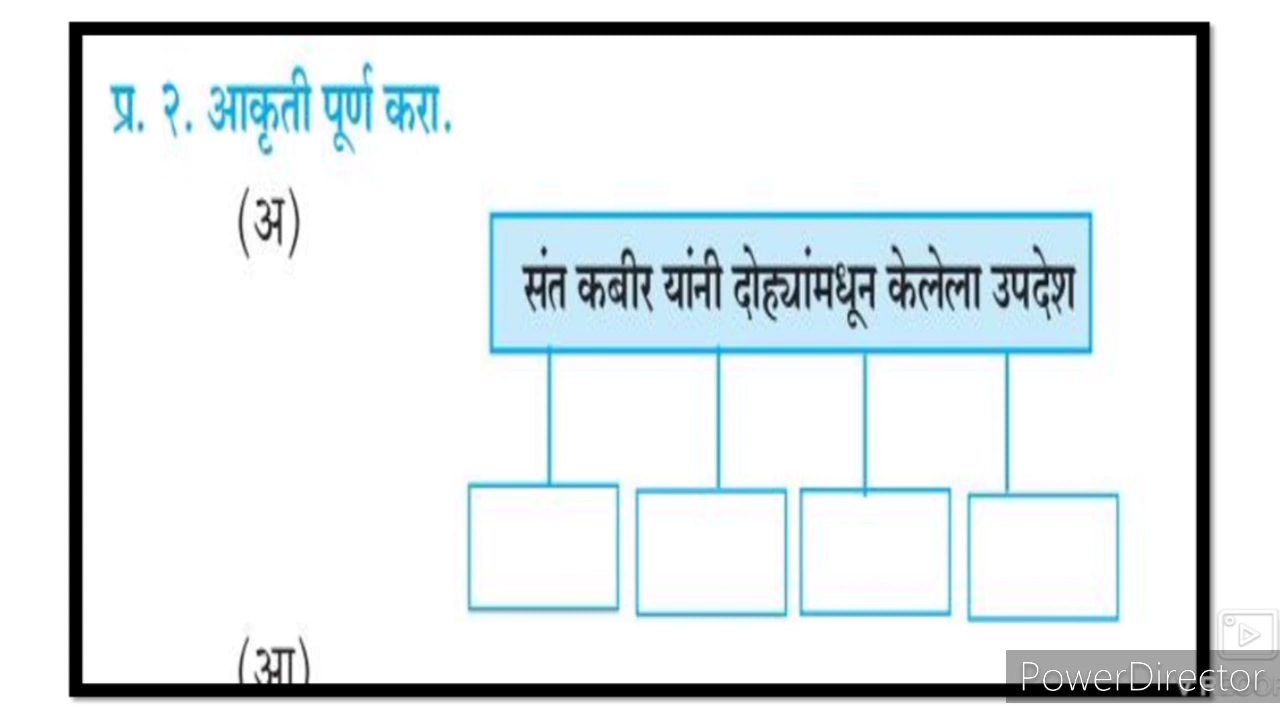 प्र. २. आकृती पूर्ण करा.
(अ)
संत कबीर यांनी दोह्यांमधून केलेला उपदेश
(आ)
PowerDirector